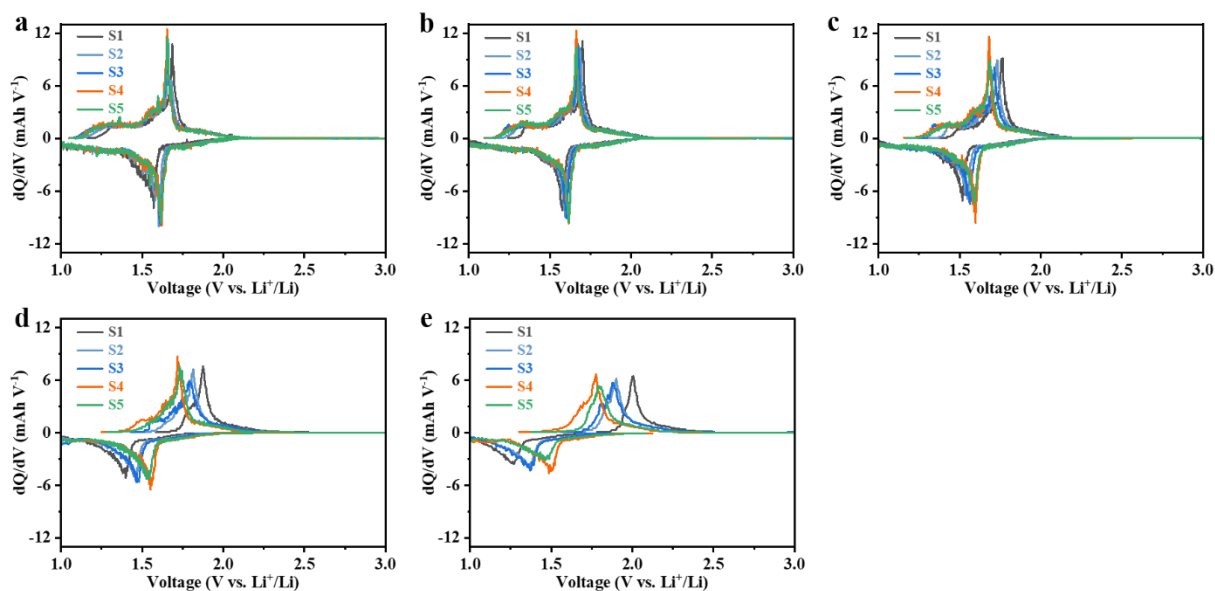 a
S1
S2
S3
S4
S5
dQ/dV (mAh V⁻¹)
12
6
0
-6
-12
1.0 1.5 2.0 2.5 3.0
Voltage (V vs. Li⁺/Li)
b
S1
S2
S3
S4
S5
dQ/dV (mAh V⁻¹)
12
6
0
-6
-12
1.0 1.5 2.0 2.5 3.0
Voltage (V vs. Li⁺/Li)
c
S1
S2
S3
S4
S5
dQ/dV (mAh V⁻¹)
12
6
0
-6
-12
1.0 1.5 2.0 2.5 3.0
Voltage (V vs. Li⁺/Li)
d
S1
S2
S3
S4
S5
dQ/dV (mAh V⁻¹)
12
6
0
-6
-12
1.0 1.5 2.0 2.5 3.0
Voltage (V vs. Li⁺/Li)
e
S1
S2
S3
S4
S5
dQ/dV (mAh V⁻¹)
12
6
0
-6
-12
1.0 1.5 2.0 2.5 3.0
Voltage (V vs. Li⁺/Li)